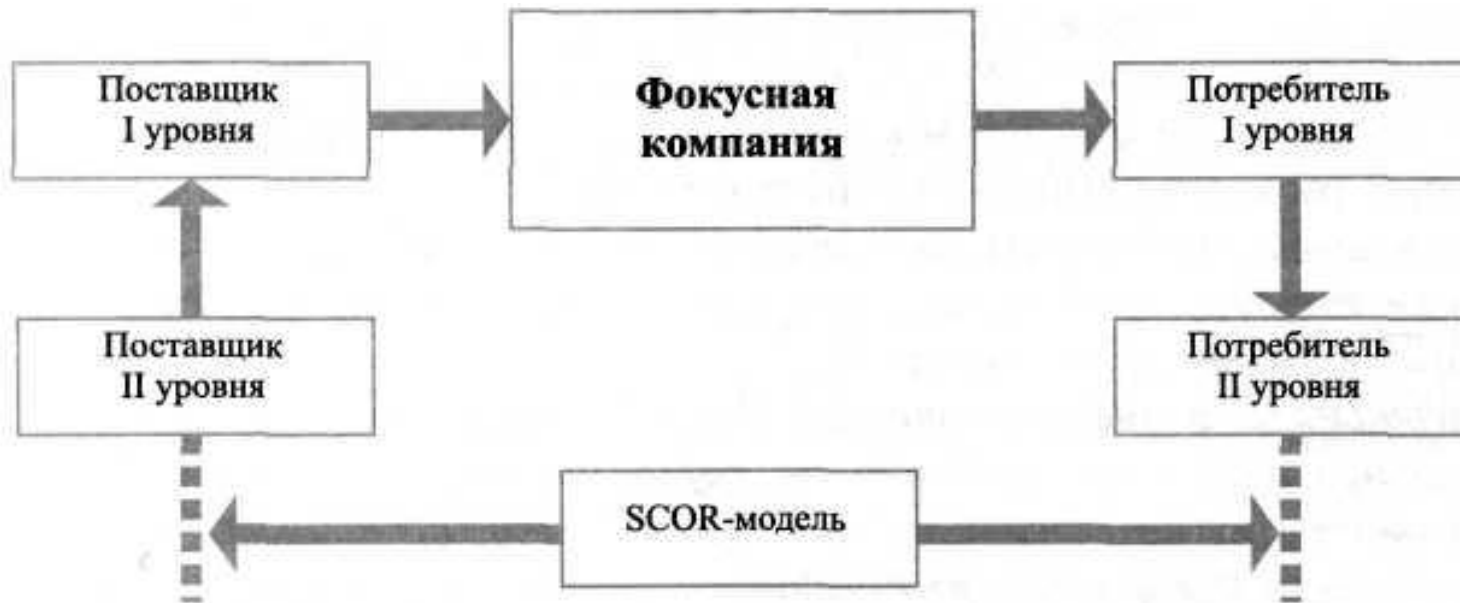 Поставщик
I уровня
Фокусная
компания
Потребитель
I уровня
Поставщик
II уровня
Потребитель
II уровня
SCOR-модель